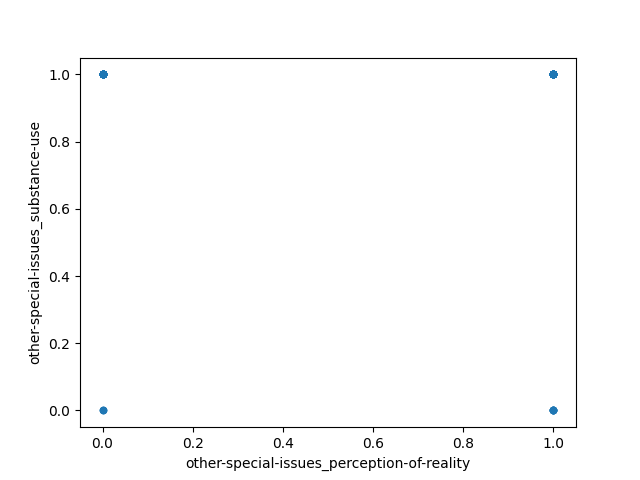 1.0
0.8
0.6
0.4
0.2
0.0
other-special-issues_substance-use
0.0 0.2 0.4 0.6 0.8 1.0
other-special-issues_perception-of-reality